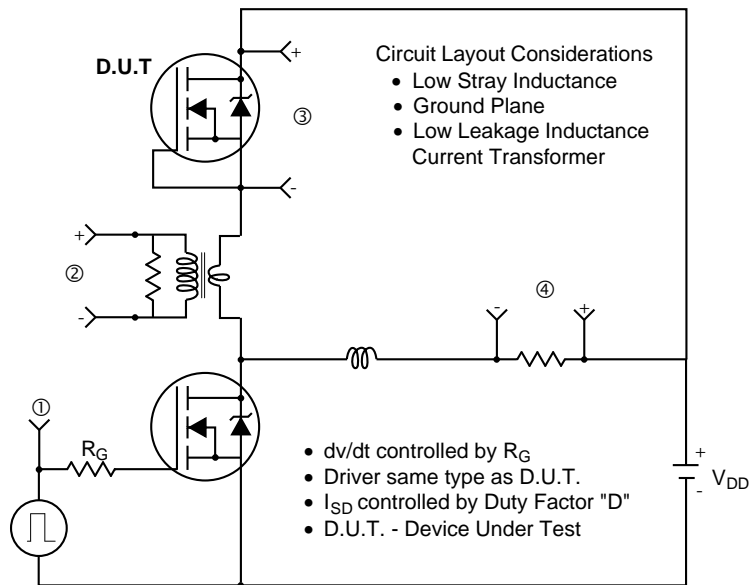 D.U.T
+
-
③
Circuit Layout Considerations
• Low Stray Inductance
• Ground Plane
• Low Leakage Inductance
Current Transformer
+
②
-
④
-
+
①
R_G
• dv/dt controlled by R_G
• Driver same type as D.U.T.
• I_SD controlled by Duty Factor "D"
• D.U.T. - Device Under Test
+
V_DD
-